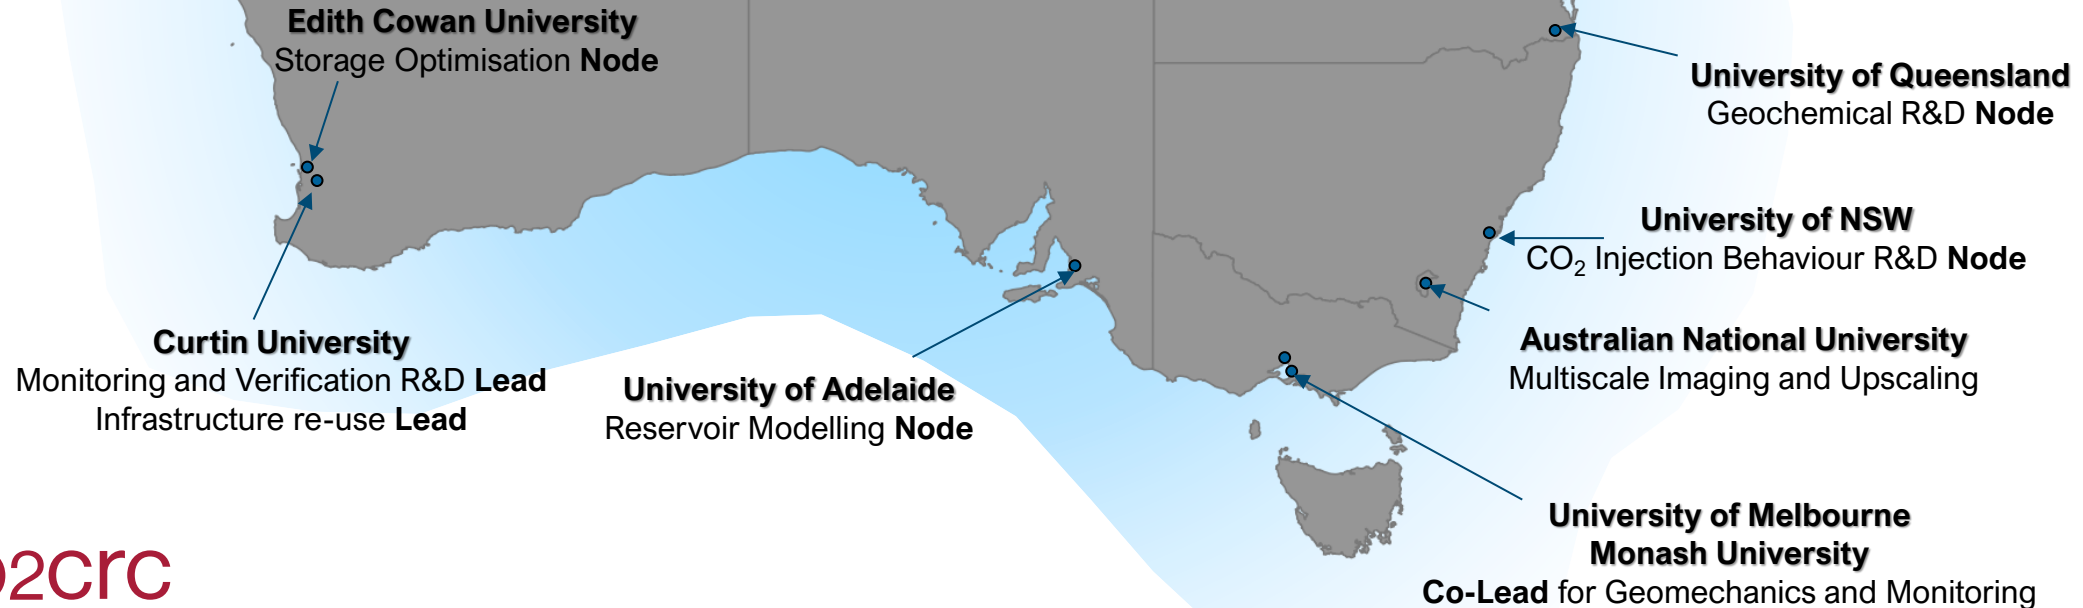 Edith Cowan University
Storage Optimisation Node
University of Queensland
Geochemical R&D Node
University of NSW
CO₂ Injection Behaviour R&D Node
Curtin University
Monitoring and Verification R&D Lead
Infrastructure re-use Lead
University of Adelaide
Reservoir Modelling Node
Australian National University
Multiscale Imaging and Upscaling
University of Melbourne
Monash University
Co-Lead for Geomechanics and Monitoring
o2crc